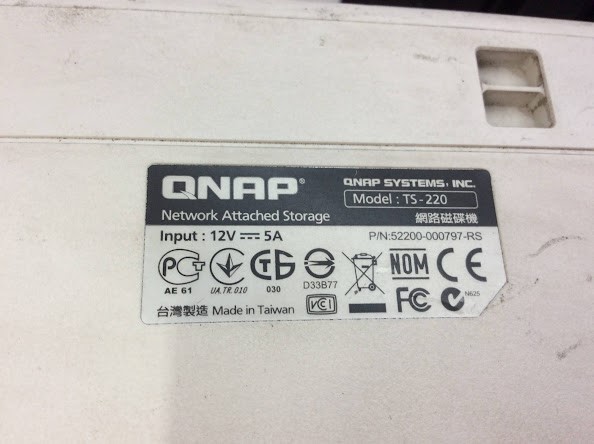 QNAP®
QNAP SYSTEMS, INC.
Network Attached Storage
Model : TS-220
網路磁碟機
Input : 12V ⎓ 5A
P/N:52200-000797-RS
PCT
AE 61
UA.TR.010
030
D33B77
NOM
CE
VCI
FC
N625
台灣製造 Made in Taiwan